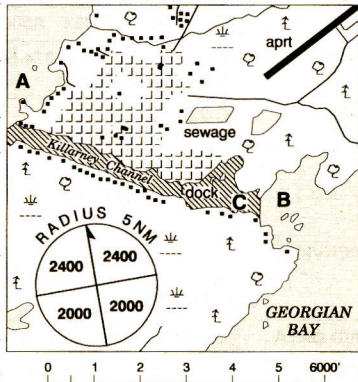 aprt
A
sewage
Killarney Channel
dock
C
B
RADIUS 5NM
2400
2400
2000
2000
GEORGIAN
BAY
0 1 2 3 4 5 6000'